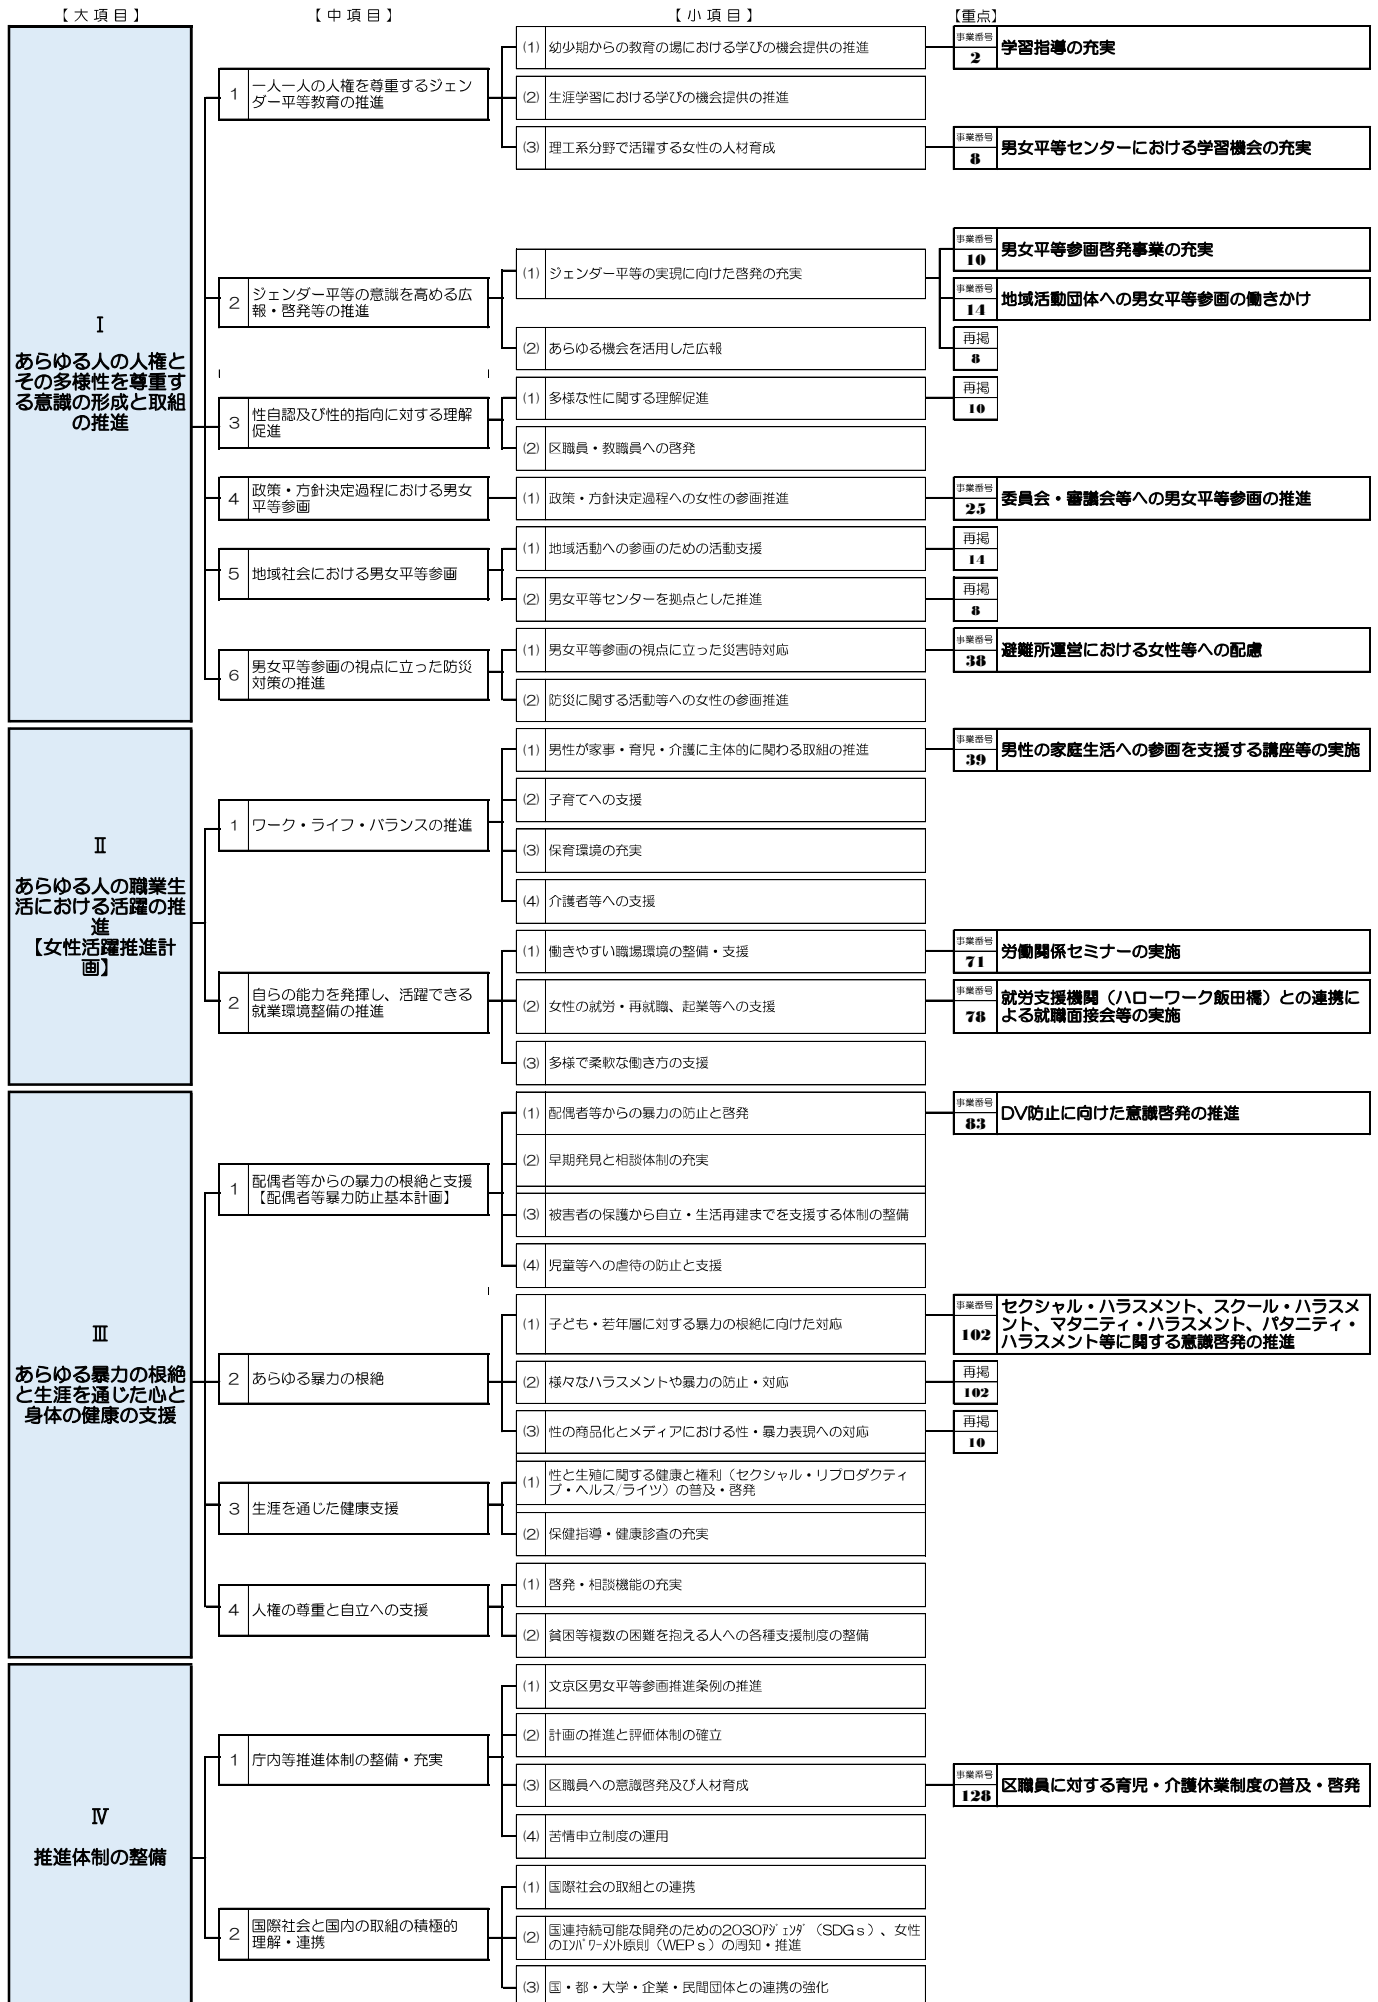 【大項目】
【中項目】
【小項目】
【重点】
Ⅰ
あらゆる人の人権と
その多様性を尊重す
る意識の形成と取組
の推進
1
一人一人の人権を尊重するジェン
ダー平等教育の推進
(1) 幼少期からの教育の場における学びの機会提供の推進
事業番号
2
学習指導の充実
(2) 生涯学習における学びの機会提供の推進
(3) 理工系分野で活躍する女性の人材育成
事業番号
8
男女平等センターにおける学習機会の充実
2
ジェンダー平等の意識を高める広
報・啓発等の推進
(1) ジェンダー平等の実現に向けた啓発の充実
事業番号
10
男女平等参画啓発事業の充実
事業番号
14
地域活動団体への男女平等参画の働きかけ
再掲
8
(2) あらゆる機会を活用した広報
3
性自認及び性的指向に対する理解
促進
(1) 多様な性に関する理解促進
再掲
10
(2) 区職員・教職員への啓発
4
政策・方針決定過程における男女
平等参画
(1) 政策・方針決定過程への女性の参画推進
事業番号
25
委員会・審議会等への男女平等参画の推進
5
地域社会における男女平等参画
(1) 地域活動への参画のための活動支援
再掲
14
(2) 男女平等センターを拠点とした推進
再掲
8
6
男女平等参画の視点に立った防災
対策の推進
(1) 男女平等参画の視点に立った災害時対応
事業番号
38
避難所運営における女性等への配慮
(2) 防災に関する活動等への女性の参画推進
Ⅱ
あらゆる人の職業生
活における活躍の推
進
【女性活躍推進計
画】
1
ワーク・ライフ・バランスの推進
(1) 男性が家事・育児・介護に主体的に関わる取組の推進
事業番号
39
男性の家庭生活への参画を支援する講座等の実施
(2) 子育てへの支援
(3) 保育環境の充実
(4) 介護者等への支援
2
自らの能力を発揮し、活躍できる
就業環境整備の推進
(1) 働きやすい職場環境の整備・支援
事業番号
71
労働関係セミナーの実施
(2) 女性の就労・再就職、起業等への支援
事業番号
78
就労支援機関（ハローワーク飯田橋）との連携に
よる就職面接会等の実施
(3) 多様で柔軟な働き方の支援
Ⅲ
あらゆる暴力の根絶
と生涯を通じた心と
身体の健康の支援
1
配偶者等からの暴力の根絶と支援
【配偶者等暴力防止基本計画】
(1) 配偶者等からの暴力の防止と啓発
事業番号
83
DV防止に向けた意識啓発の推進
(2) 早期発見と相談体制の充実
(3) 被害者の保護から自立・生活再建までを支援する体制の整備
(4) 児童等への虐待の防止と支援
2
あらゆる暴力の根絶
(1) 子ども・若年層に対する暴力の根絶に向けた対応
事業番号
102
セクシャル・ハラスメント、スクール・ハラスメ
ント、マタニティ・ハラスメント、パタニティ・
ハラスメント等に関する意識啓発の推進
(2) 様々なハラスメントや暴力の防止・対応
再掲
102
(3) 性の商品化とメディアにおける性・暴力表現への対応
再掲
10
3
生涯を通じた健康支援
(1) 性と生殖に関する健康と権利（セクシャル・リプロダクティ
ブ・ヘルス/ライツ）の普及・啓発
(2) 保健指導・健康診査の充実
4
人権の尊重と自立への支援
(1) 啓発・相談機能の充実
(2) 貧困等複数の困難を抱える人への各種支援制度の整備
Ⅳ
推進体制の整備
1
庁内等推進体制の整備・充実
(1) 文京区男女平等参画推進条例の推進
(2) 計画の推進と評価体制の確立
(3) 区職員への意識啓発及び人材育成
事業番号
128
区職員に対する育児・介護休業制度の普及・啓発
(4) 苦情申立制度の運用
2
国際社会と国内の取組の積極的
理解・連携
(1) 国際社会の取組との連携
(2) 国連持続可能な開発のための2030ｱｼﾞｪﾝﾀﾞ（SDGｓ）、女性
のｴﾝﾊﾟﾜｰﾒﾝﾄ原則（WEPｓ）の周知・推進
(3) 国・都・大学・企業・民間団体との連携の強化